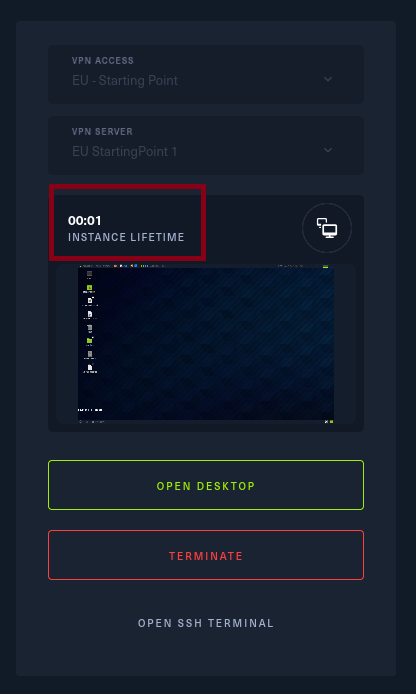 VPN ACCESS
EU - Starting Point
VPN SERVER
EU StartingPoint 1
00:01
INSTANCE LIFETIME
OPEN DESKTOP
TERMINATE
OPEN SSH TERMINAL